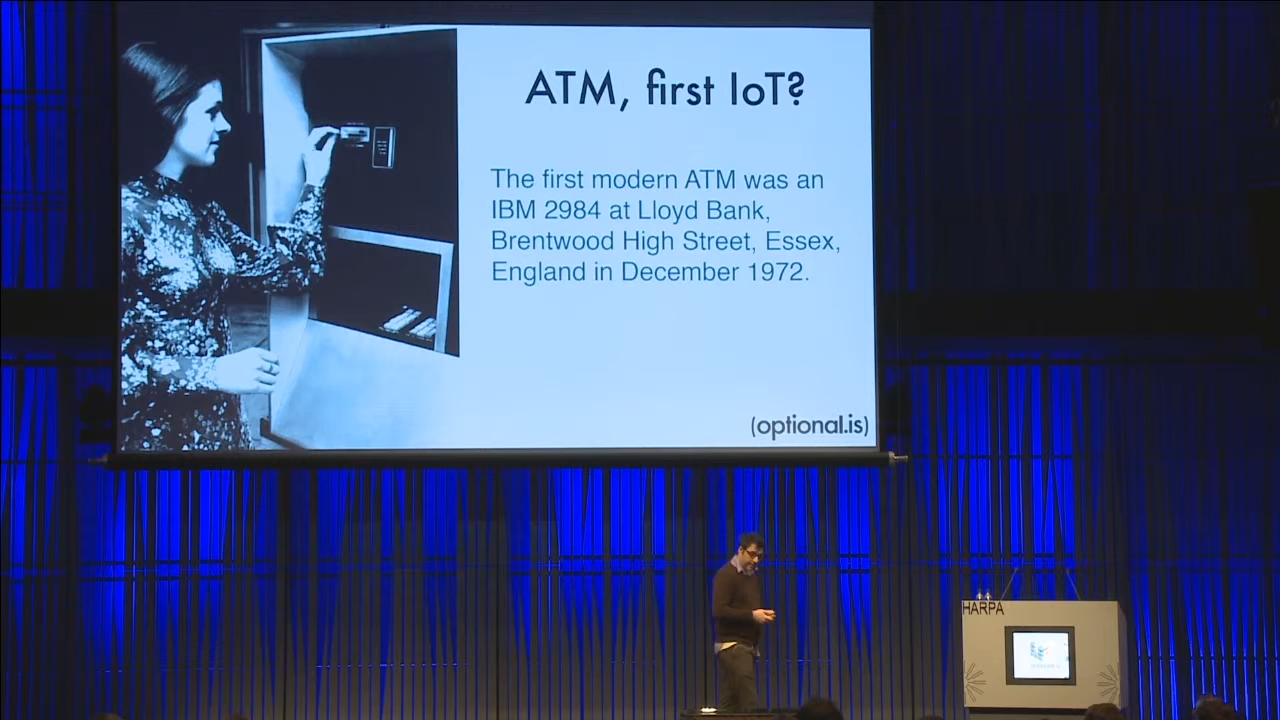 ATM, first IoT?
The first modern ATM was an
IBM 2984 at Lloyd Bank,
Brentwood High Street, Essex,
England in December 1972.
(optional.is)
HARPA